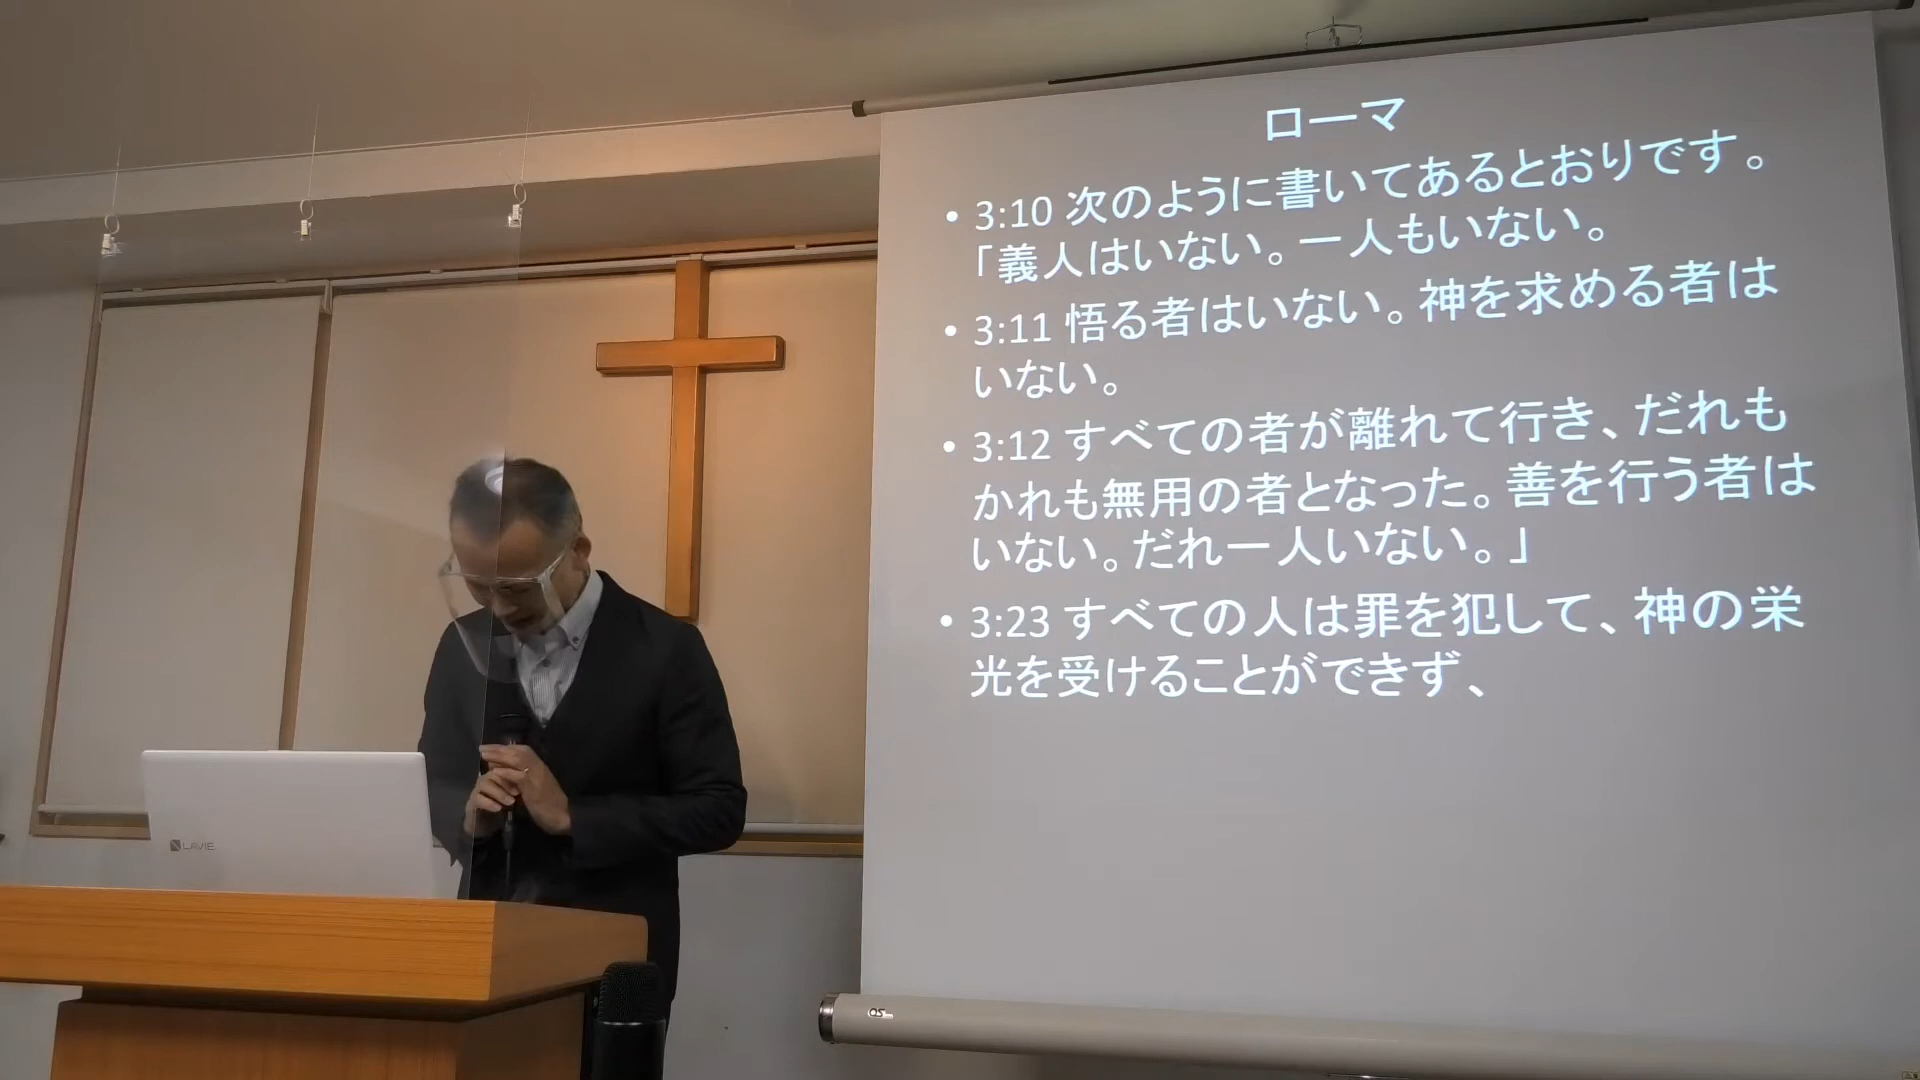 ローマ
• 3:10 次のように書いてあるとおりです。
「義人はいない。一人もいない。
• 3:11 悟る者はいない。神を求める者は
いない。
• 3:12 すべての者が離れて行き、だれも
かれも無用の者となった。善を行う者は
いない。だれ一人いない。」
• 3:23 すべての人は罪を犯して、神の栄
光を受けることができず、
LAVIE
OS